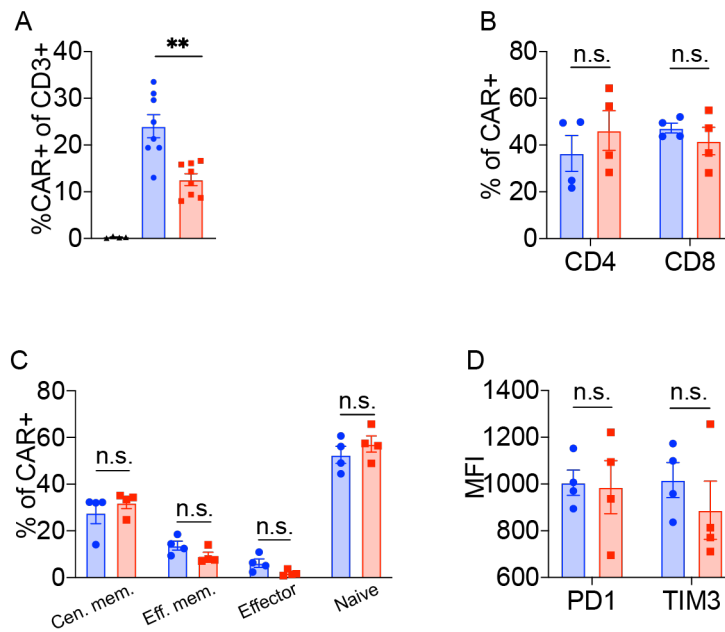 A
**
%CAR+ of CD3+
40
30
20
10
0
B
n.s. n.s.
% of CAR+
80
60
40
20
0
CD4 CD8
C
n.s. n.s. n.s. n.s.
% of CAR+
80
60
40
20
0
Cen. mem. Eff. mem. Effector Naive
D
n.s. n.s.
MFI
1400
1200
1000
800
600
PD1 TIM3